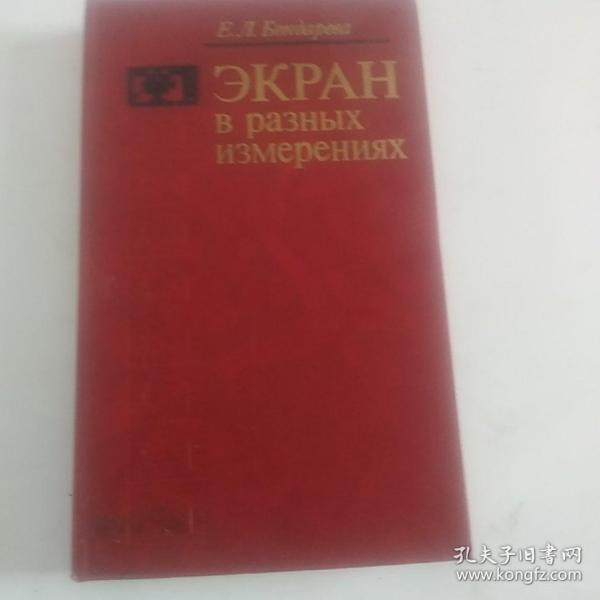 Е. Л. Бондарева
ЭКРАН
в разных
измерениях
孔夫子旧书网
www.kongfz.com